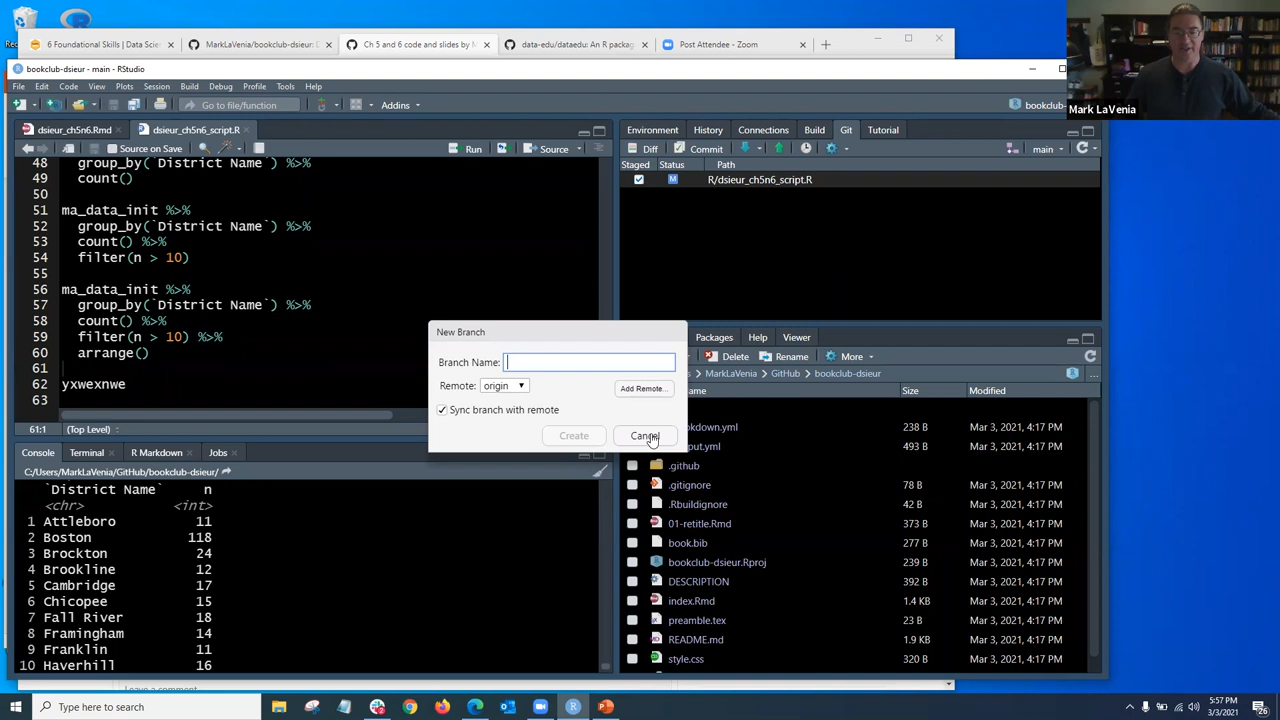 6 Foundational Skills | Data Scien
MarkLaVenia/bookclub-dsieur: D
Ch 5 and 6 code and slides by M
data-edu/dataedu: An R packag
Post Attendee - Zoom
bookclub-dsieur - main - RStudio
Mark LaVenia
File Edit Code View Plots Session Build Debug Profile Tools Help
Go to file/function
Addins
bookclub-
dsieur_ch5n6.Rmd
dsieur_ch5n6_script.R
Environment History Connections Build Git Tutorial
Source on Save
Run
Source
Diff
Commit
main
Staged Status Path
R/dsieur_ch5n6_script.R
48 group_by(`District Name`) %>%
49 count()
50
51 ma_data_init %>%
52 group_by(`District Name`) %>%
53 count() %>%
54 filter(n > 10)
55
56 ma_data_init %>%
57 group_by(`District Name`) %>%
58 count() %>%
59 filter(n > 10) %>%
60 arrange()
61
62 yxwexnwe
63
61:1 (Top Level)
New Branch
Branch Name:
Remote: origin
Add Remote...
Sync branch with remote
Create
Cancel
Packages Help Viewer
Delete
Rename
More
MarkLaVenia
GitHub
bookclub-dsieur
Size
Modified
238 B Mar 3, 2021, 4:17 PM
493 B Mar 3, 2021, 4:17 PM
.github
.gitignore 78 B Mar 3, 2021, 4:17 PM
.Rbuildignore 42 B Mar 3, 2021, 4:17 PM
01-retitle.Rmd 373 B Mar 3, 2021, 4:17 PM
book.bib 277 B Mar 3, 2021, 4:17 PM
bookclub-dsieur.Rproj 239 B Mar 3, 2021, 4:17 PM
DESCRIPTION 392 B Mar 3, 2021, 4:17 PM
index.Rmd 1.4 KB Mar 3, 2021, 4:17 PM
preamble.tex 23 B Mar 3, 2021, 4:17 PM
README.md 1.9 KB Mar 3, 2021, 4:17 PM
style.css 320 B Mar 3, 2021, 4:17 PM
Console Terminal R Markdown Jobs
C:/Users/MarkLaVenia/GitHub/bookclub-dsieur/
`District Name` n
<chr> <int>
1 Attleboro 11
2 Boston 118
3 Brockton 24
4 Brookline 12
5 Cambridge 17
6 Chicopee 15
7 Fall River 18
8 Framingham 14
9 Franklin 11
10 Haverhill 16
Type here to search
5:57 PM
3/3/2021
26